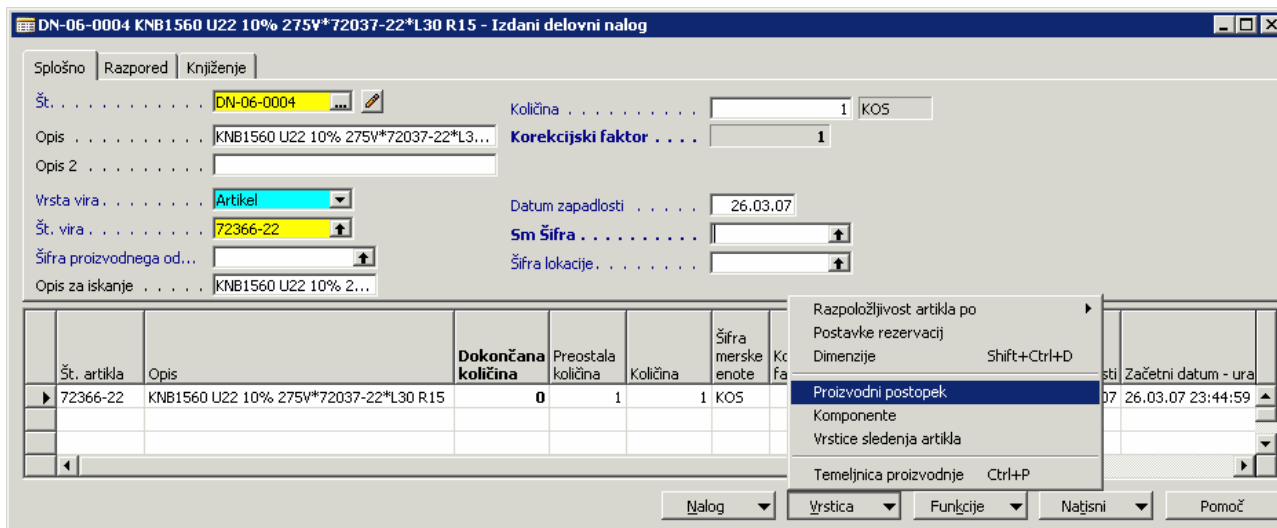 DN-06-0004 KNB1560 U22 10% 275V*72037-22*L30 R15 - Izdani delovni nalog
Splošno Razpored Knjiženje
Št. . . . . . . . . . . . . DN-06-0004 ...
Količina . . . . . . . . . . 1 KOS
Opis . . . . . . . . . . . KNB1560 U22 10% 275V*72037-22*L3...
Korekcijski faktor . . . . 1
Opis 2 . . . . . . . . . .
Vrsta vira. . . . . . . . . Artikel
Datum zapadlosti . . . . . 26.03.07
Št. vira . . . . . . . . . . 72366-22
Sm Šifra . . . . . . . . . .
Šifra proizvodnega od...
Šifra lokacije. . . . . . . .
Opis za iskanje . . . . . KNB1560 U22 10% 2...
Št. artikla Opis Dokončana količina Preostala količina Količina Šifra merske enote Začetni datum - ura
72366-22 KNB1560 U22 10% 275V*72037-22*L30 R15 0 1 1 KOS 07 26.03.07 23:44:59
Razpoložljivost artikla po
Postavke rezervacij
Dimenzije Shift+Ctrl+D
Proizvodni postopek
Komponente
Vrstice sledenja artikla
Temeljnica proizvodnje Ctrl+P
Nalog Vrstica Funkcije Natisni Pomoč